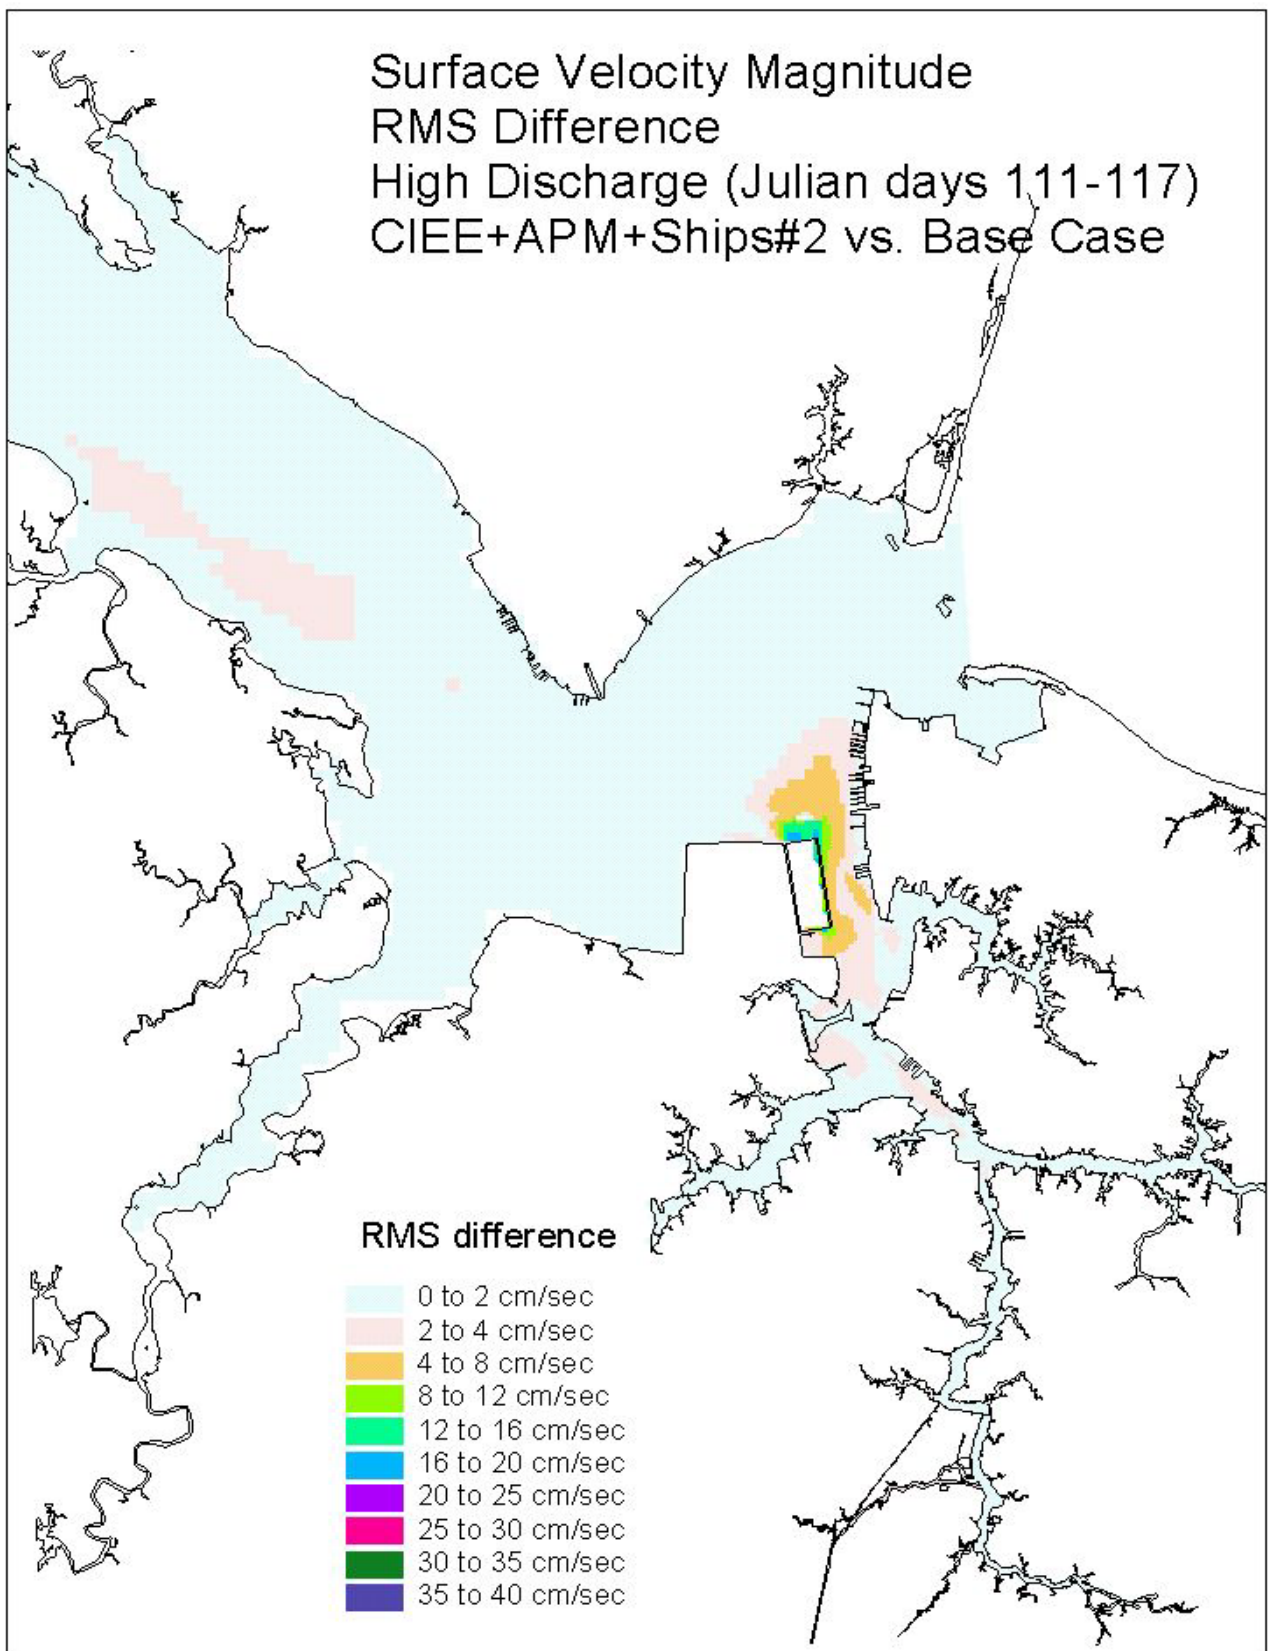 Surface Velocity Magnitude
RMS Difference
High Discharge (Julian days 111-117)
CIEE+APM+Ships#2 vs. Base Case
RMS difference
0 to 2 cm/sec
2 to 4 cm/sec
4 to 8 cm/sec
8 to 12 cm/sec
12 to 16 cm/sec
16 to 20 cm/sec
20 to 25 cm/sec
25 to 30 cm/sec
30 to 35 cm/sec
35 to 40 cm/sec